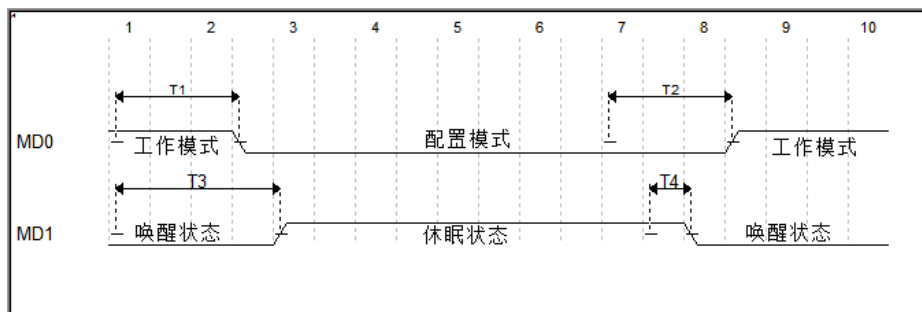 1 2 3 4 5 6 7 8 9 10
T1 T2
MD0 工作模式 配置模式 工作模式
T3 T4
MD1 唤醒状态 休眠状态 唤醒状态